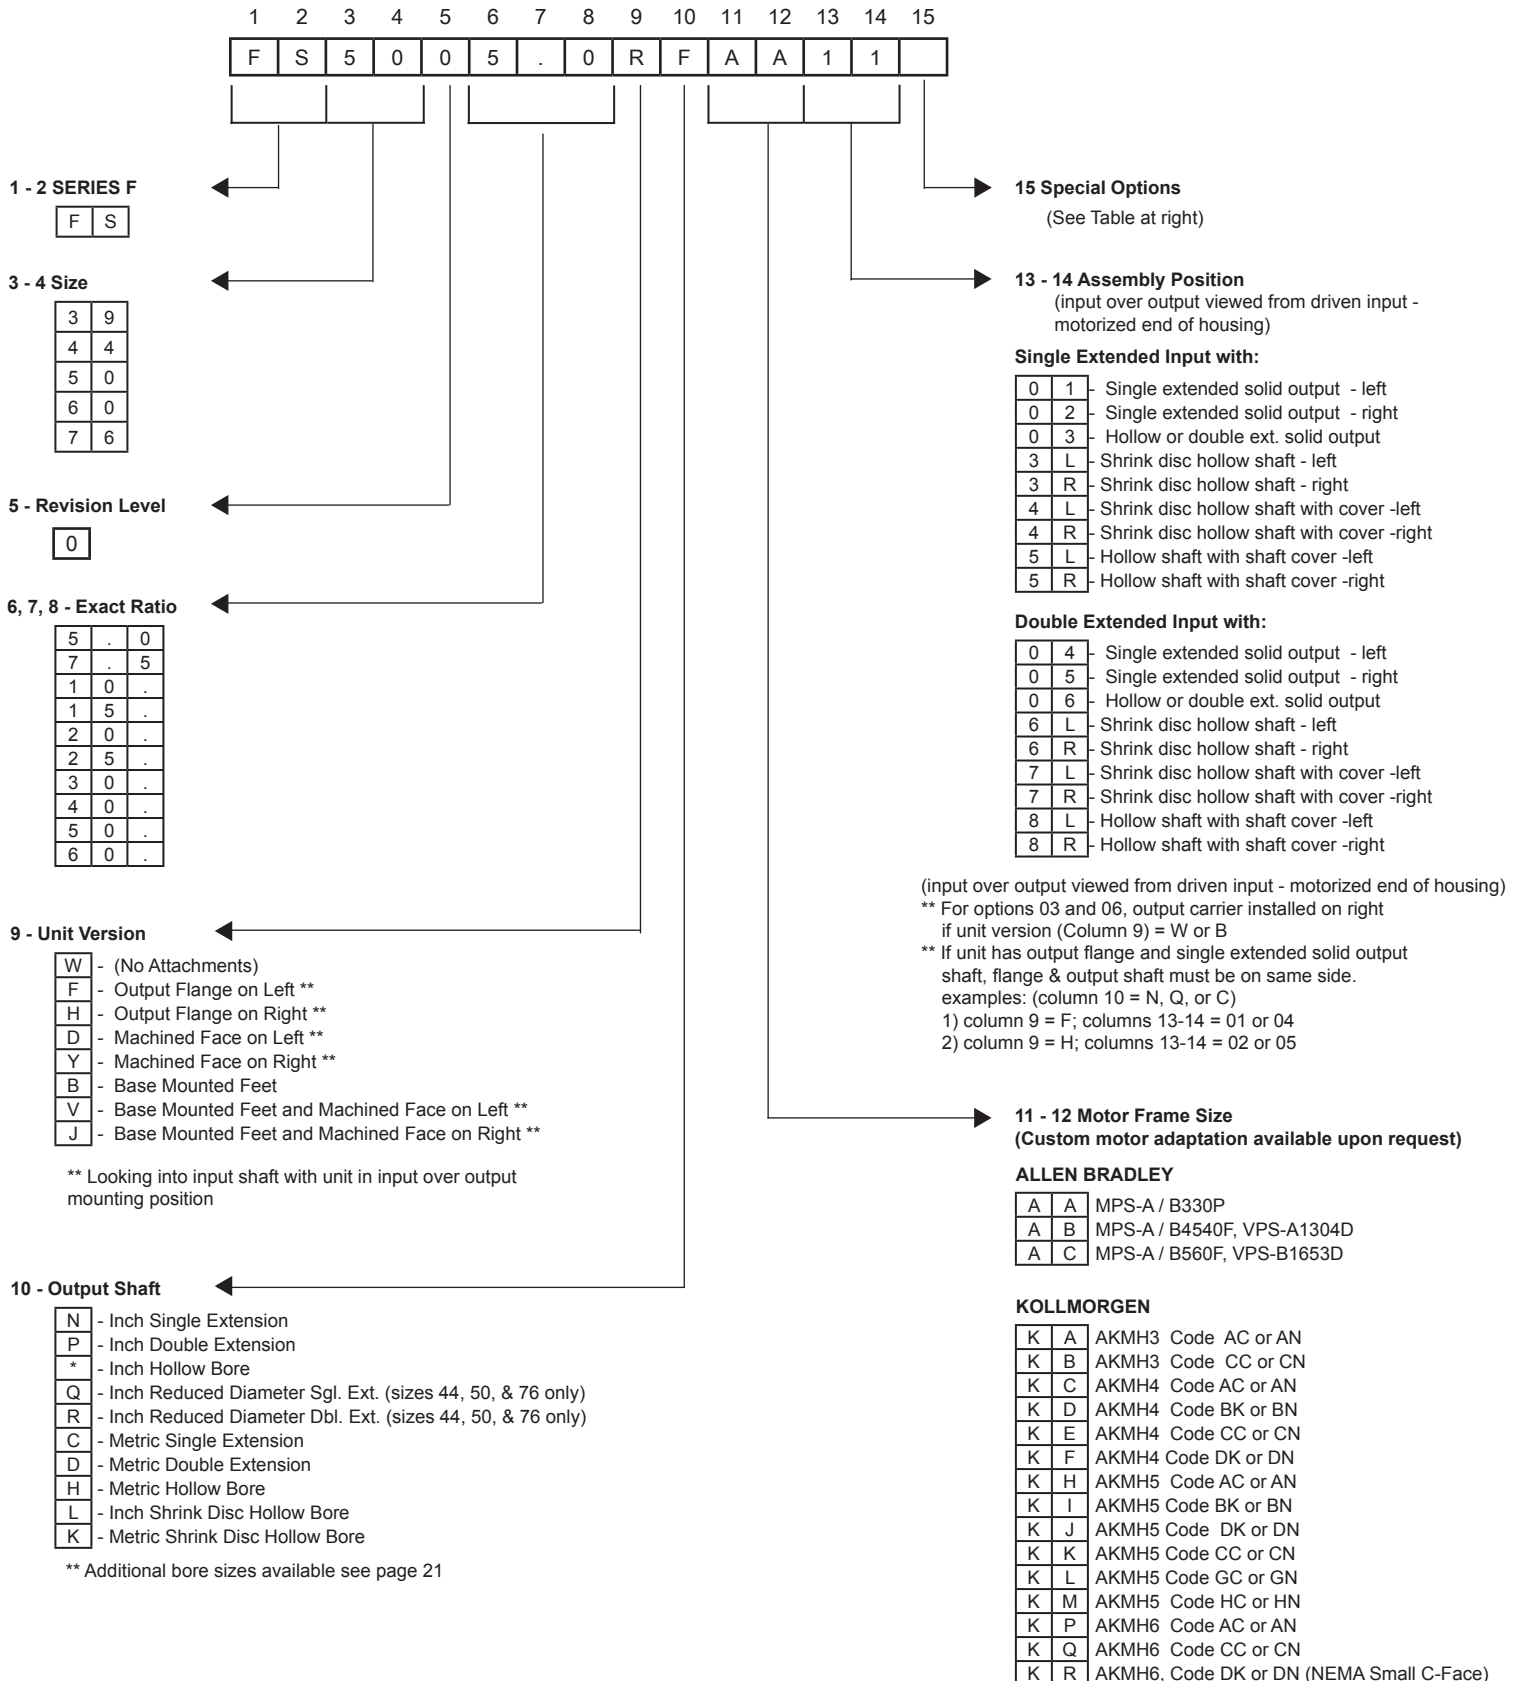 1 2 3 4 5 6 7 8 9 10 11 12 13 14 15
F S 5 0 0 5 . 0 R F A A 1 1
1 - 2 SERIES F
F S
3 - 4 Size
3 9
4 4
5 0
6 0
7 6
5 - Revision Level
0
6, 7, 8 - Exact Ratio
5 . 0
7 . 5
1 0 .
1 5 .
2 0 .
2 5 .
3 0 .
4 0 .
5 0 .
6 0 .
9 - Unit Version
W - (No Attachments)
F - Output Flange on Left **
H - Output Flange on Right **
D - Machined Face on Left **
Y - Machined Face on Right **
B - Base Mounted Feet
V - Base Mounted Feet and Machined Face on Left **
J - Base Mounted Feet and Machined Face on Right **
** Looking into input shaft with unit in input over output
mounting position
10 - Output Shaft
N - Inch Single Extension
P - Inch Double Extension
* - Inch Hollow Bore
Q - Inch Reduced Diameter Sgl. Ext. (sizes 44, 50, & 76 only)
R - Inch Reduced Diameter Dbl. Ext. (sizes 44, 50, & 76 only)
C - Metric Single Extension
D - Metric Double Extension
H - Metric Hollow Bore
L - Inch Shrink Disc Hollow Bore
K - Metric Shrink Disc Hollow Bore
** Additional bore sizes available see page 21
15 Special Options
(See Table at right)
13 - 14 Assembly Position
(input over output viewed from driven input -
motorized end of housing)
Single Extended Input with:
0 1 - Single extended solid output - left
0 2 - Single extended solid output - right
0 3 - Hollow or double ext. solid output
3 L - Shrink disc hollow shaft - left
3 R - Shrink disc hollow shaft - right
4 L - Shrink disc hollow shaft with cover -left
4 R - Shrink disc hollow shaft with cover -right
5 L - Hollow shaft with shaft cover -left
5 R - Hollow shaft with shaft cover -right
Double Extended Input with:
0 4 - Single extended solid output - left
0 5 - Single extended solid output - right
0 6 - Hollow or double ext. solid output
6 L - Shrink disc hollow shaft - left
6 R - Shrink disc hollow shaft - right
7 L - Shrink disc hollow shaft with cover -left
7 R - Shrink disc hollow shaft with cover -right
8 L - Hollow shaft with shaft cover -left
8 R - Hollow shaft with shaft cover -right
(input over output viewed from driven input - motorized end of housing)
** For options 03 and 06, output carrier installed on right
if unit version (Column 9) = W or B
** If unit has output flange and single extended solid output
shaft, flange & output shaft must be on same side.
examples: (column 10 = N, Q, or C)
1) column 9 = F; columns 13-14 = 01 or 04
2) column 9 = H; columns 13-14 = 02 or 05
11 - 12 Motor Frame Size
(Custom motor adaptation available upon request)
ALLEN BRADLEY
A A MPS-A / B330P
A B MPS-A / B4540F, VPS-A1304D
A C MPS-A / B560F, VPS-B1653D
KOLLMORGEN
K A AKMH3 Code AC or AN
K B AKMH3 Code CC or CN
K C AKMH4 Code AC or AN
K D AKMH4 Code BK or BN
K E AKMH4 Code CC or CN
K F AKMH4 Code DK or DN
K H AKMH5 Code AC or AN
K I AKMH5 Code BK or BN
K J AKMH5 Code DK or DN
K K AKMH5 Code CC or CN
K L AKMH5 Code GC or GN
K M AKMH5 Code HC or HN
K P AKMH6 Code AC or AN
K Q AKMH6 Code CC or CN
K R AKMH6, Code DK or DN (NEMA Small C-Face)